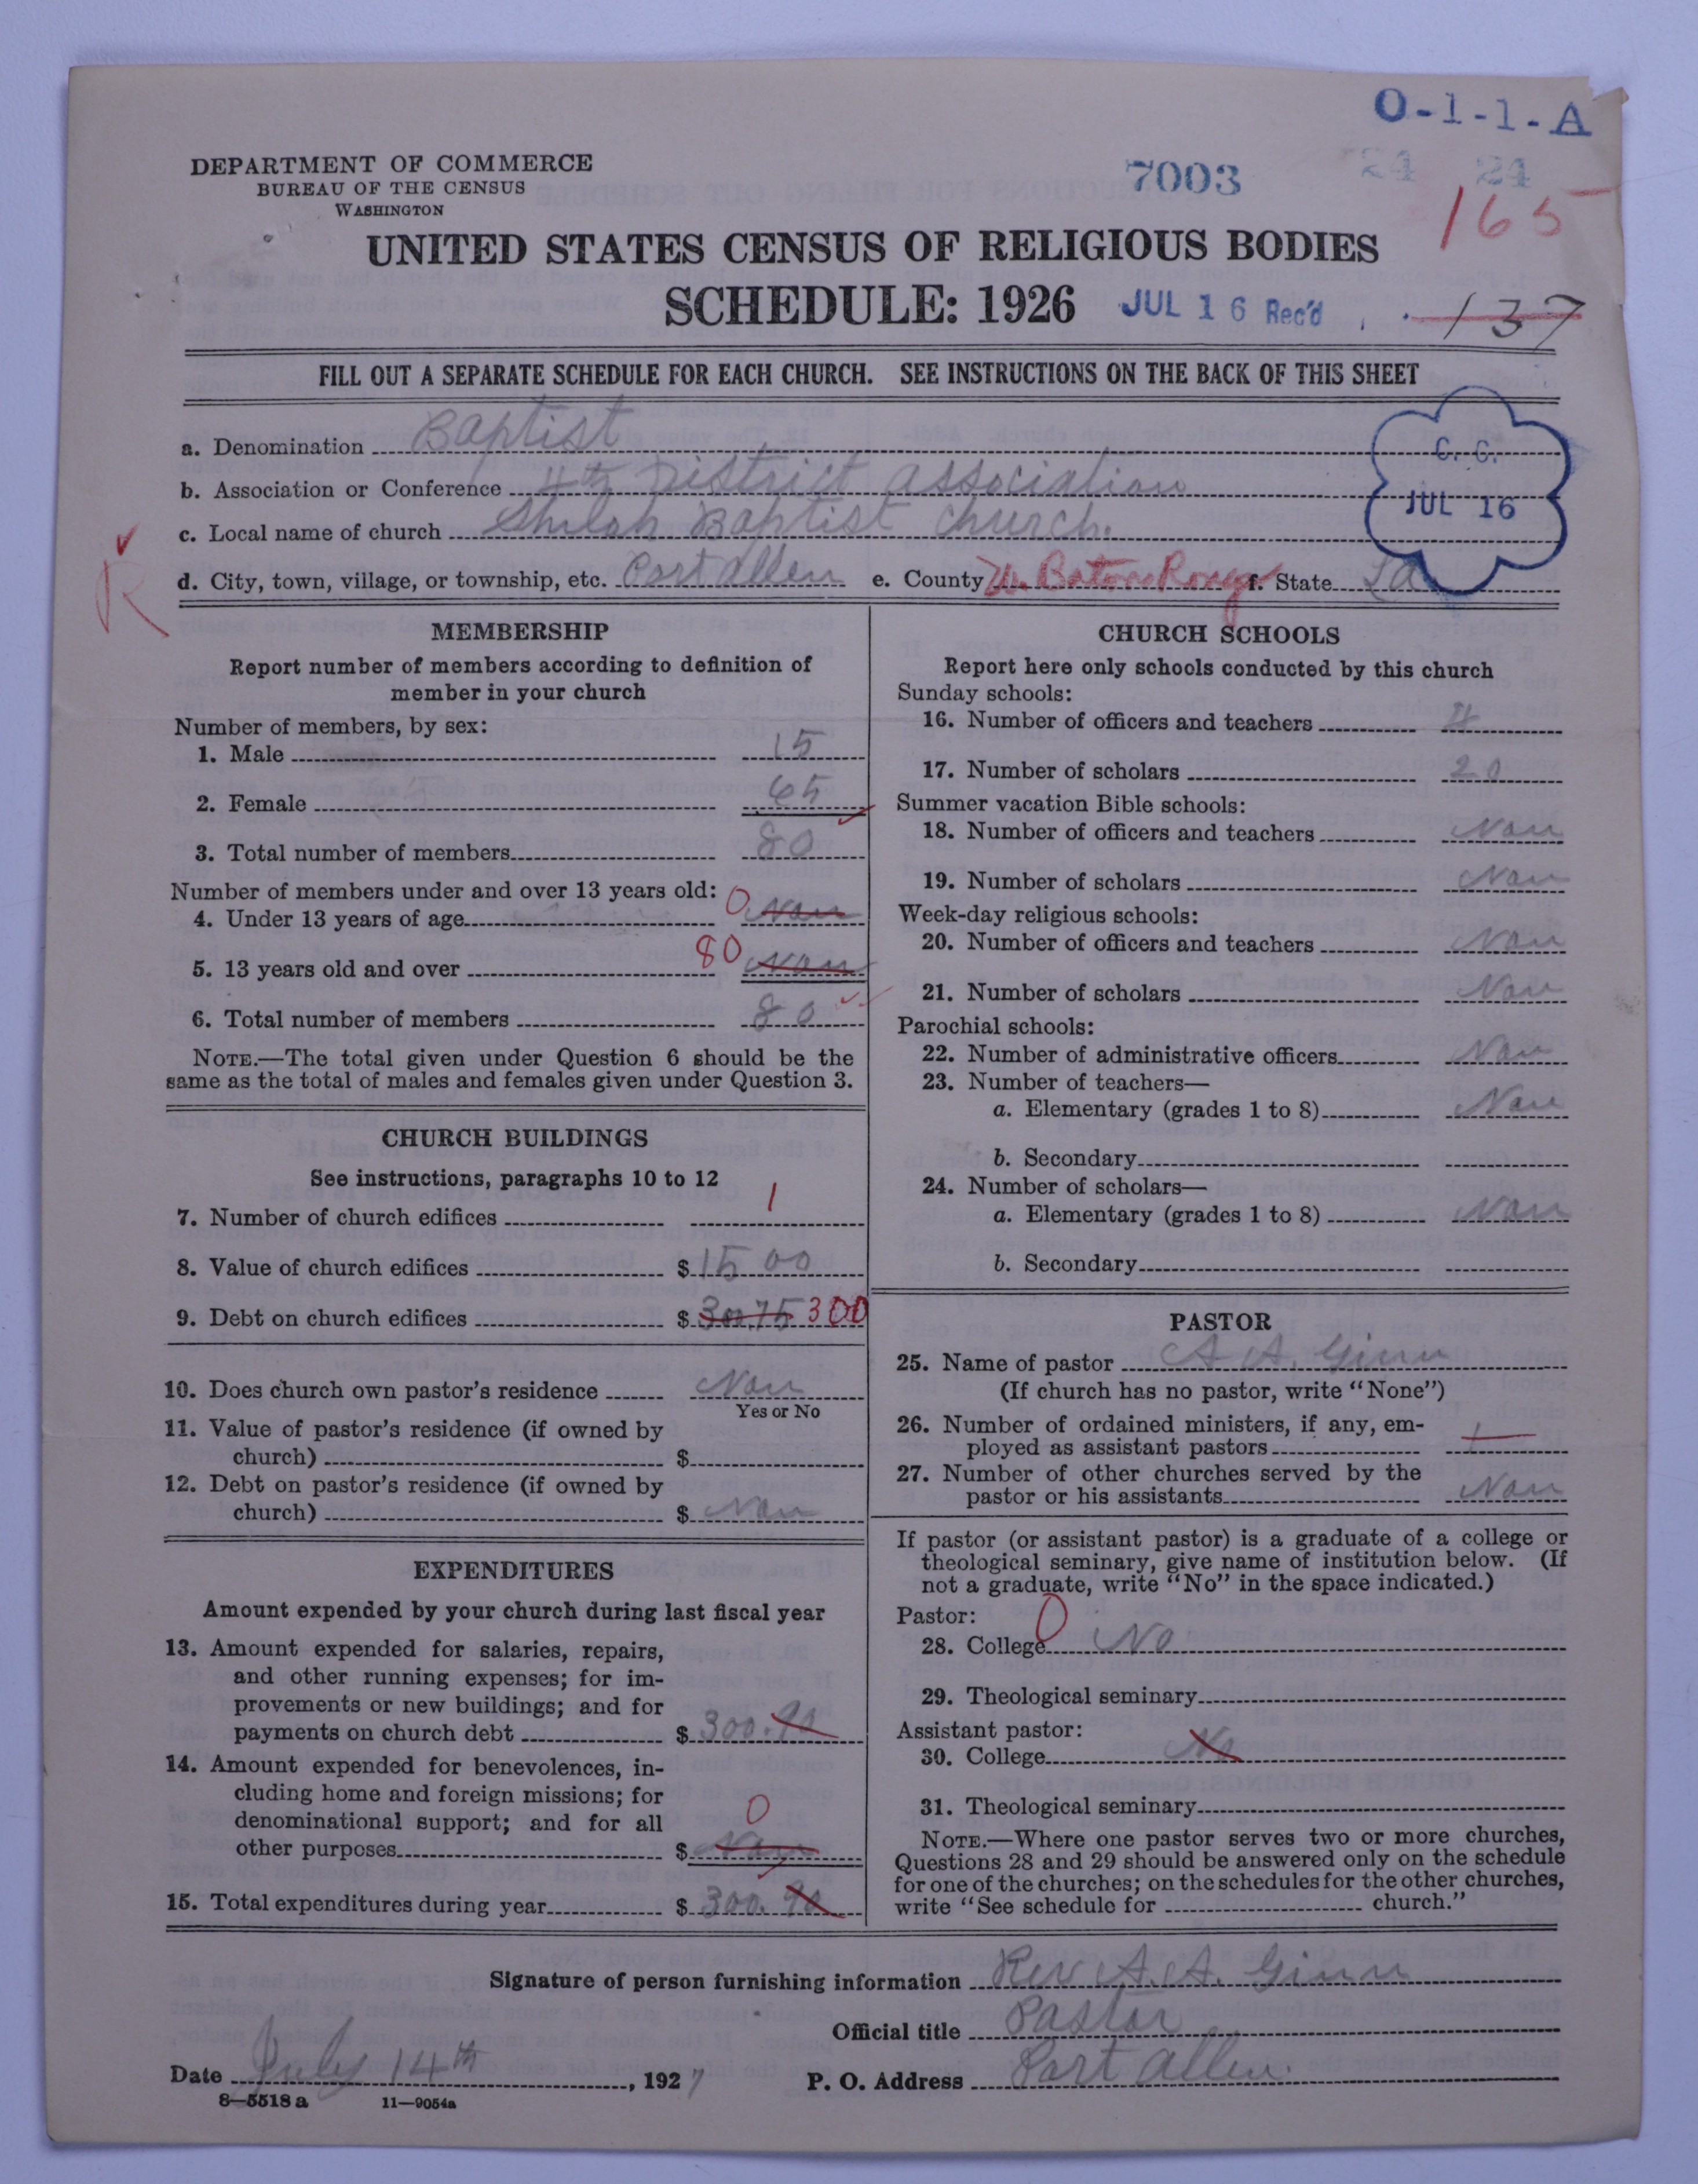 O-1-1-A
DEPARTMENT OF COMMERCE
BUREAU OF THE CENSUS
WASHINGTON
7003 24 24
165
UNITED STATES CENSUS OF RELIGIOUS BODIES
SCHEDULE: 1926 JUL 16 Rec'd 137
FILL OUT A SEPARATE SCHEDULE FOR EACH CHURCH. SEE INSTRUCTIONS ON THE BACK OF THIS SHEET
a. Denomination Baptist
b. Association or Conference 4th District association
C. C.
JUL 16
c. Local name of church Shiloh Baptist church.
d. City, town, village, or township, etc. Port Allen e. County W. Baton Rouge f. State La
R
MEMBERSHIP
Report number of members according to definition of
member in your church
Number of members, by sex:
1. Male 15
2. Female 65
3. Total number of members 80
Number of members under and over 13 years old:
4. Under 13 years of age 0 Nan
5. 13 years old and over 80 Nan
6. Total number of members 80
NOTE.—The total given under Question 6 should be the
same as the total of males and females given under Question 3.
CHURCH BUILDINGS
See instructions, paragraphs 10 to 12
7. Number of church edifices 1
8. Value of church edifices $ 1500
9. Debt on church edifices $ 300.75 300
10. Does church own pastor's residence Nan
Yes or No
11. Value of pastor's residence (if owned by
church) $
12. Debt on pastor's residence (if owned by
church) $ Nan
EXPENDITURES
Amount expended by your church during last fiscal year
13. Amount expended for salaries, repairs,
and other running expenses; for im-
provements or new buildings; and for
payments on church debt $ 300.90
14. Amount expended for benevolences, in-
cluding home and foreign missions; for
denominational support; and for all
other purposes $ 0 Nan
15. Total expenditures during year $ 300.90
CHURCH SCHOOLS
Report here only schools conducted by this church
Sunday schools:
16. Number of officers and teachers
17. Number of scholars 20
Summer vacation Bible schools:
18. Number of officers and teachers Nan
19. Number of scholars Nan
Week-day religious schools:
20. Number of officers and teachers Nan
21. Number of scholars Nan
Parochial schools:
22. Number of administrative officers Nan
23. Number of teachers—
a. Elementary (grades 1 to 8) Nan
b. Secondary
24. Number of scholars—
a. Elementary (grades 1 to 8) Nan
b. Secondary
PASTOR
25. Name of pastor A. A. Ginn
(If church has no pastor, write "None")
26. Number of ordained ministers, if any, em-
ployed as assistant pastors 1
27. Number of other churches served by the
pastor or his assistants Nan
If pastor (or assistant pastor) is a graduate of a college or
theological seminary, give name of institution below. (If
not a graduate, write "No" in the space indicated.)
Pastor: 0
28. College No
29. Theological seminary
Assistant pastor:
30. College No
31. Theological seminary
NOTE.—Where one pastor serves two or more churches,
Questions 28 and 29 should be answered only on the schedule
for one of the churches; on the schedules for the other churches,
write "See schedule for church."
Signature of person furnishing information Rev A. A. Ginn
Official title Pastor
Date July 14th, 1927 P. O. Address Port Allen.
8—5518 a 11—9054a